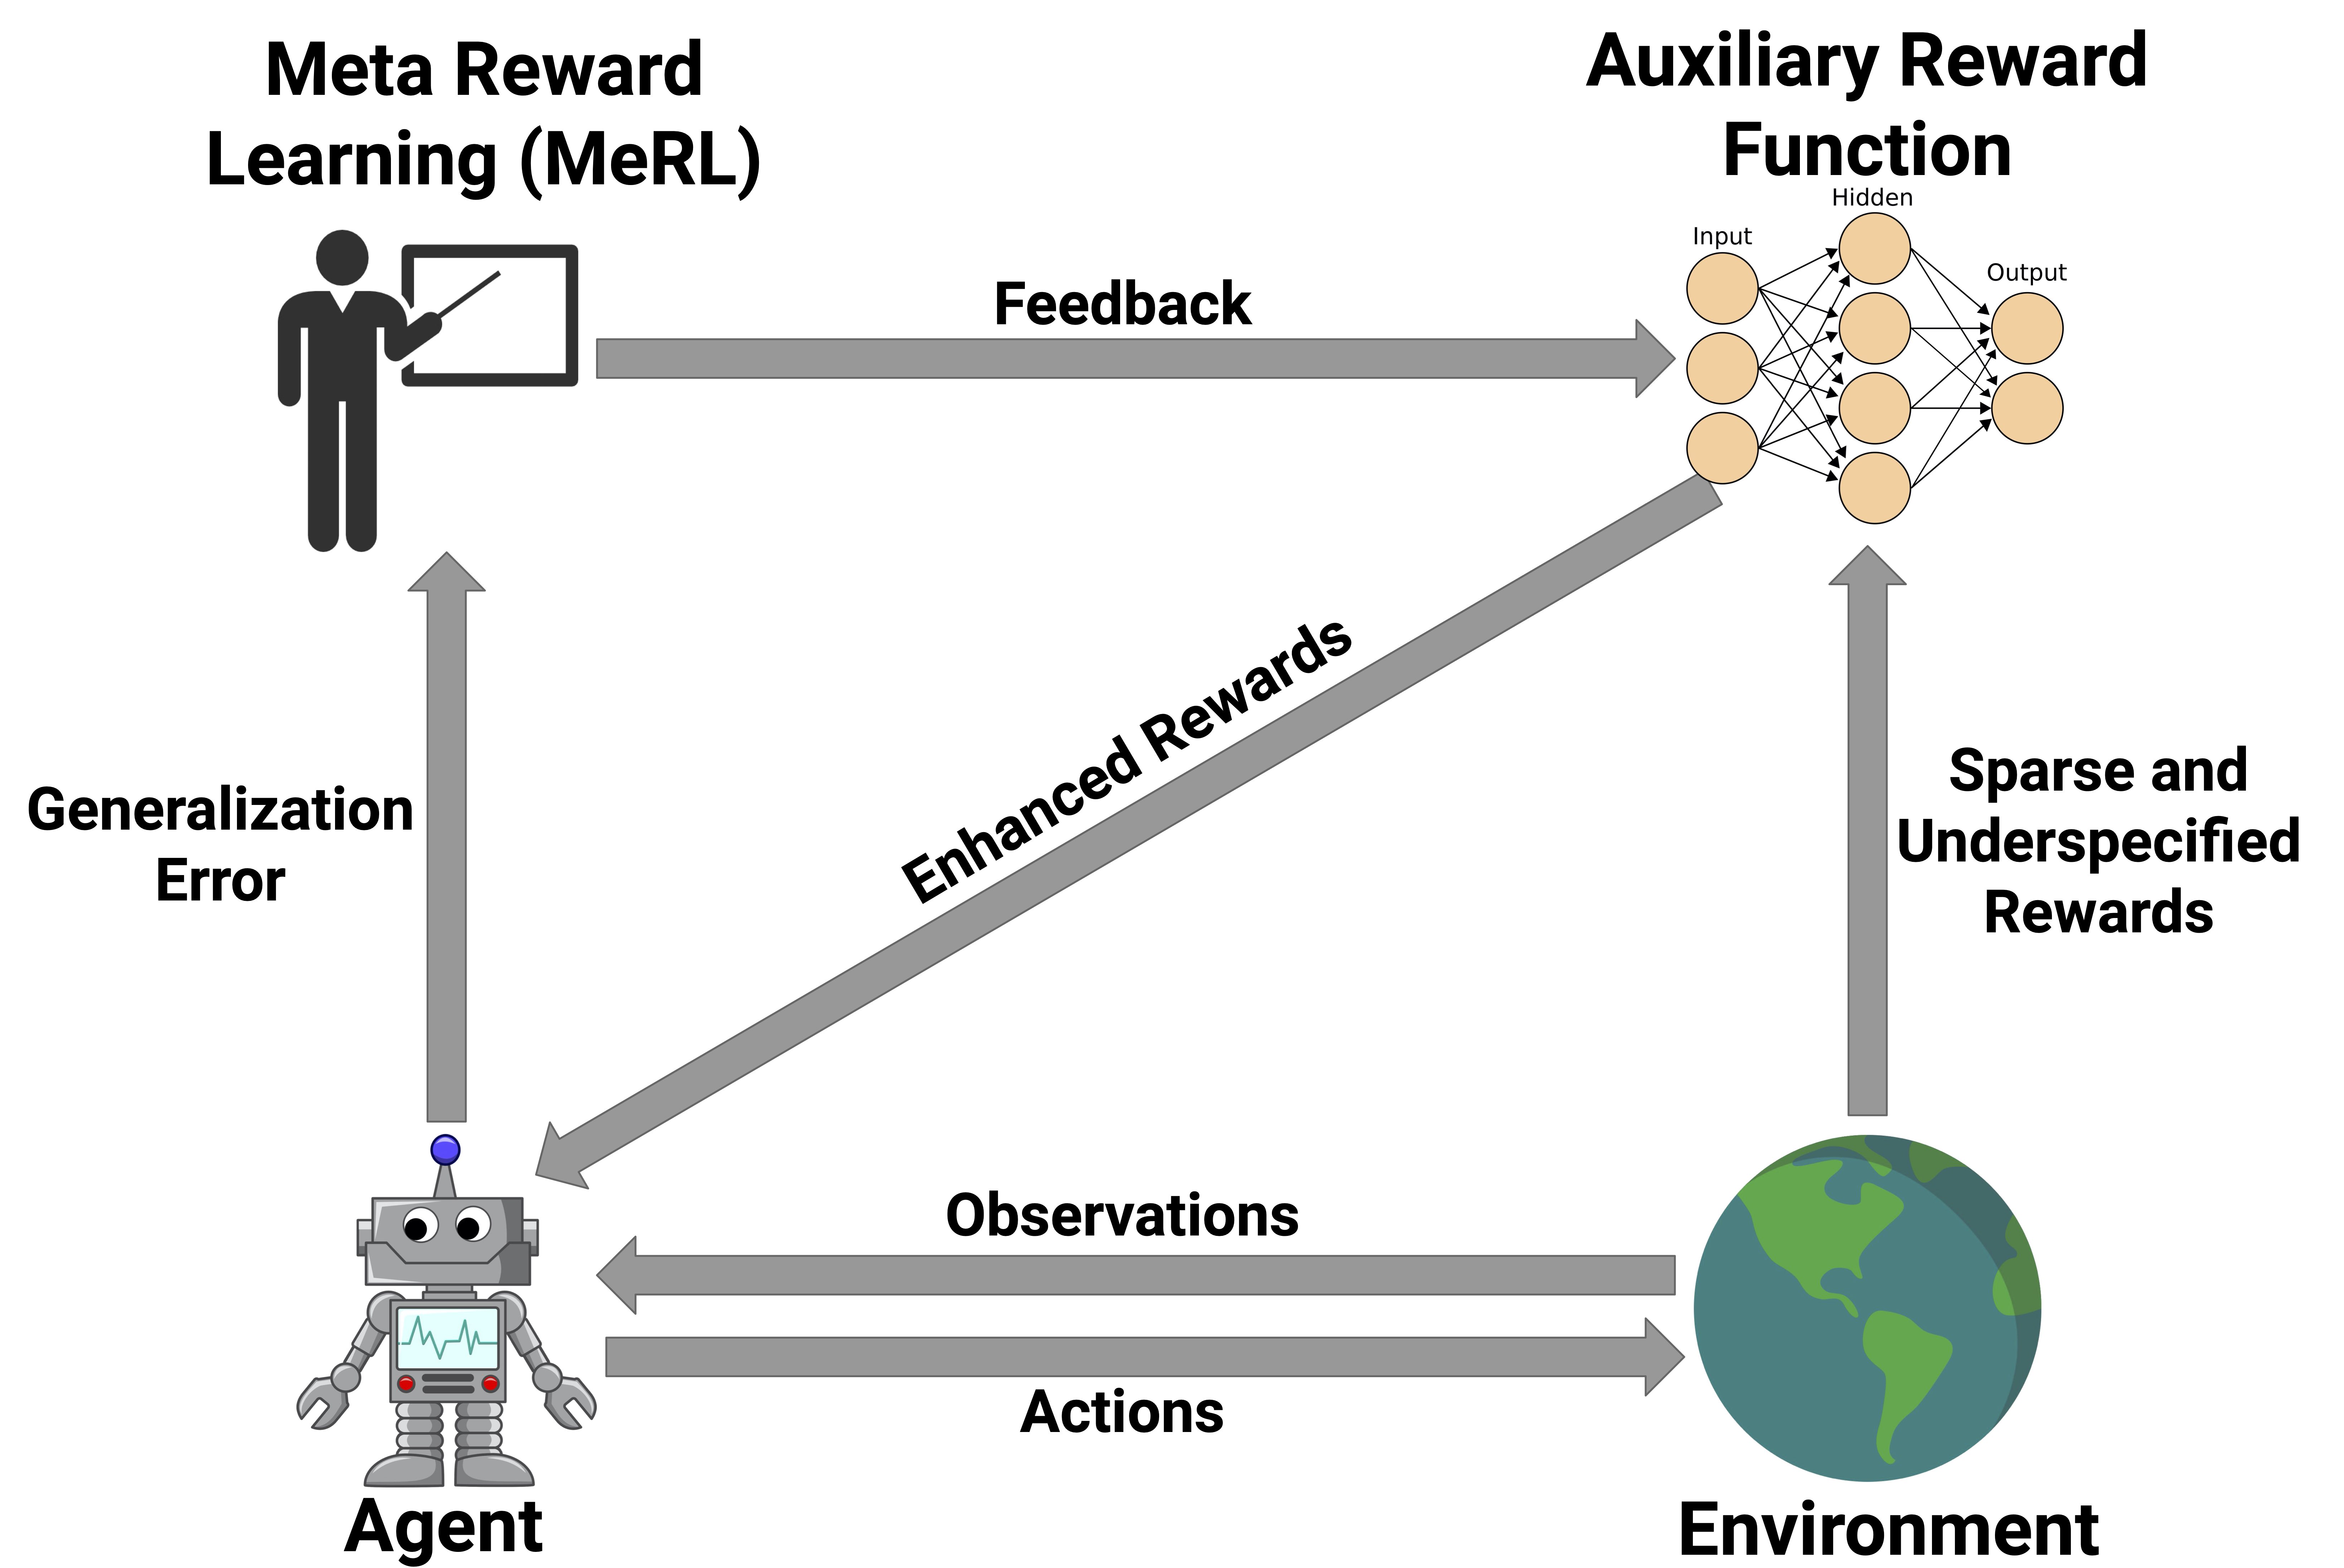 Meta Reward
Learning (MeRL)
Auxiliary Reward
Function
Hidden
Input
Output
Feedback
Enhanced Rewards
Generalization
Error
Sparse and
Underspecified
Rewards
Observations
Actions
Agent
Environment